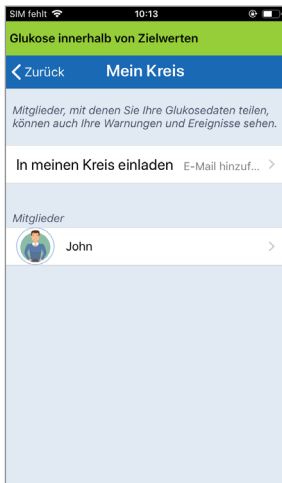 SIM fehlt 10:13
Glukose innerhalb von Zielwerten
Zurück Mein Kreis
Mitglieder, mit denen Sie Ihre Glukosedaten teilen,
können auch Ihre Warnungen und Ereignisse sehen.
In meinen Kreis einladen E-Mail hinzuf...
Mitglieder
John